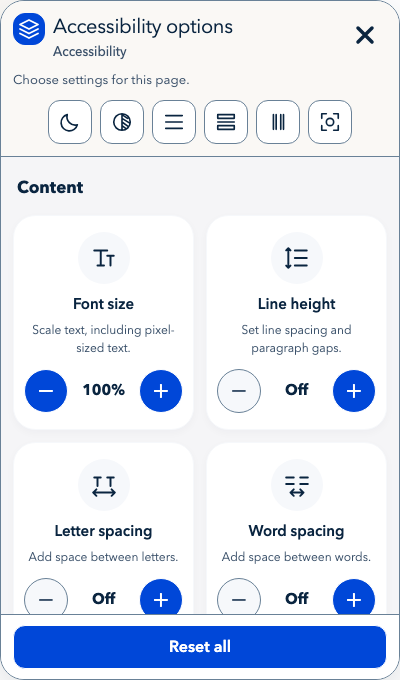 Accessibility options
Accessibility
Choose settings for this page.
Content
Font size
Scale text, including pixel-
sized text.
100%
Line height
Set line spacing and
paragraph gaps.
Off
Letter spacing
Add space between letters.
Off
Word spacing
Add space between words.
Off
Reset all